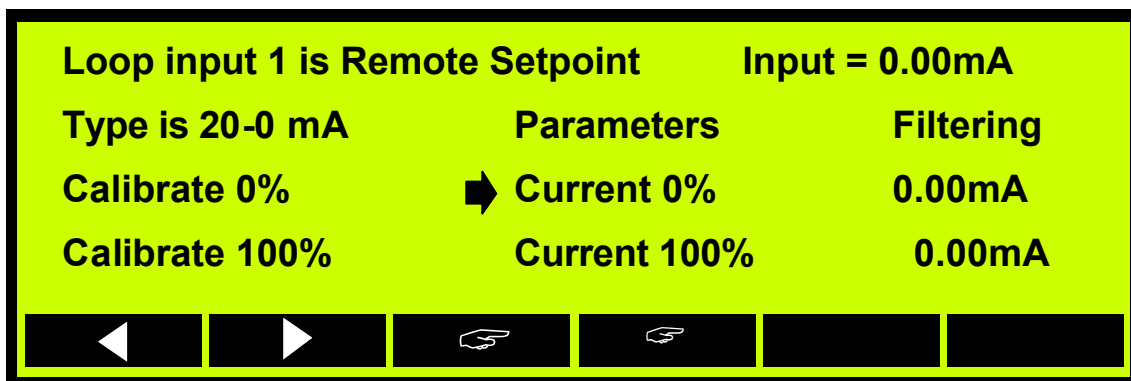 Loop input 1 is Remote Setpoint Input = 0.00mA
Type is 20-0 mA Parameters Filtering
Calibrate 0% Current 0% 0.00mA
Calibrate 100% Current 100% 0.00mA